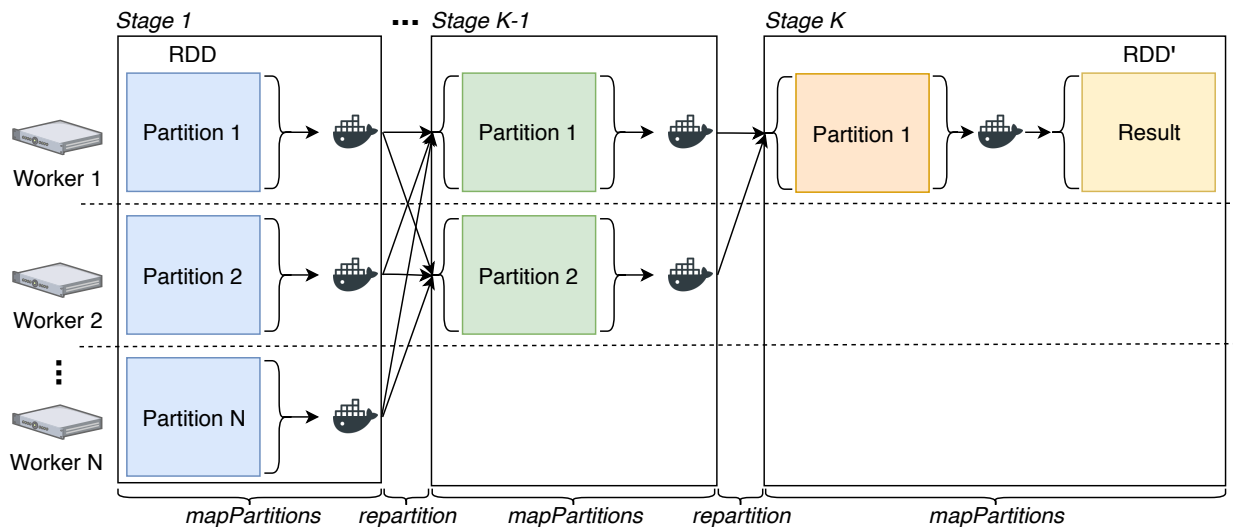 Stage 1
...
Stage K-1
Stage K
RDD
RDD'
Partition 1
Partition 1
Partition 1
Result
Worker 1
Partition 2
Partition 2
Worker 2
...
Partition N
Worker N
mapPartitions
repartition
mapPartitions
repartition
mapPartitions